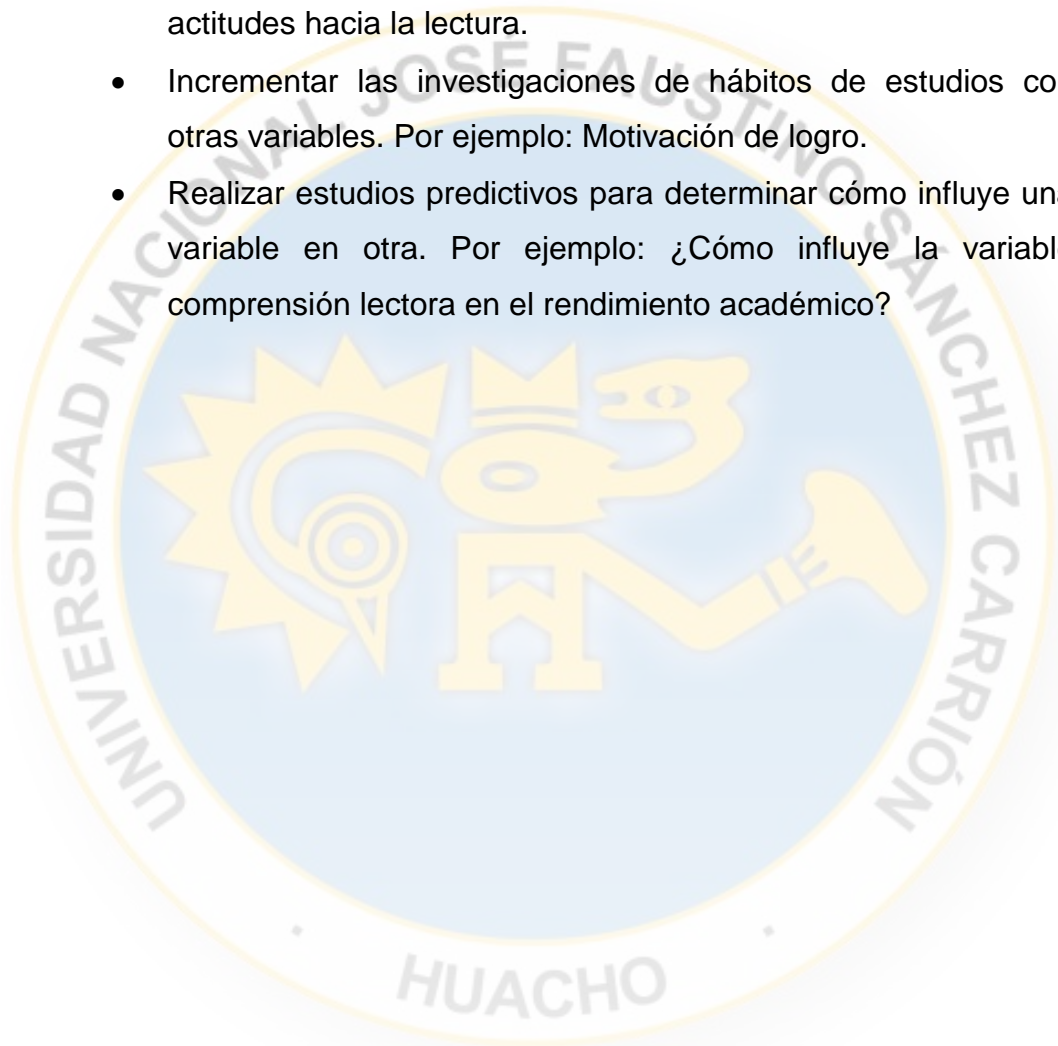 actitudes hacia la lectura.
• Incrementar las investigaciones de hábitos de estudios co
otras variables. Por ejemplo: Motivación de logro.
• Realizar estudios predictivos para determinar cómo influye una
variable en otra. Por ejemplo: ¿Cómo influye la variable
comprensión lectora en el rendimiento académico?
UNIVERSIDAD NACIONAL JOSÉ FAUSTINO SÁNCHEZ CARRIÓN
HUACHO